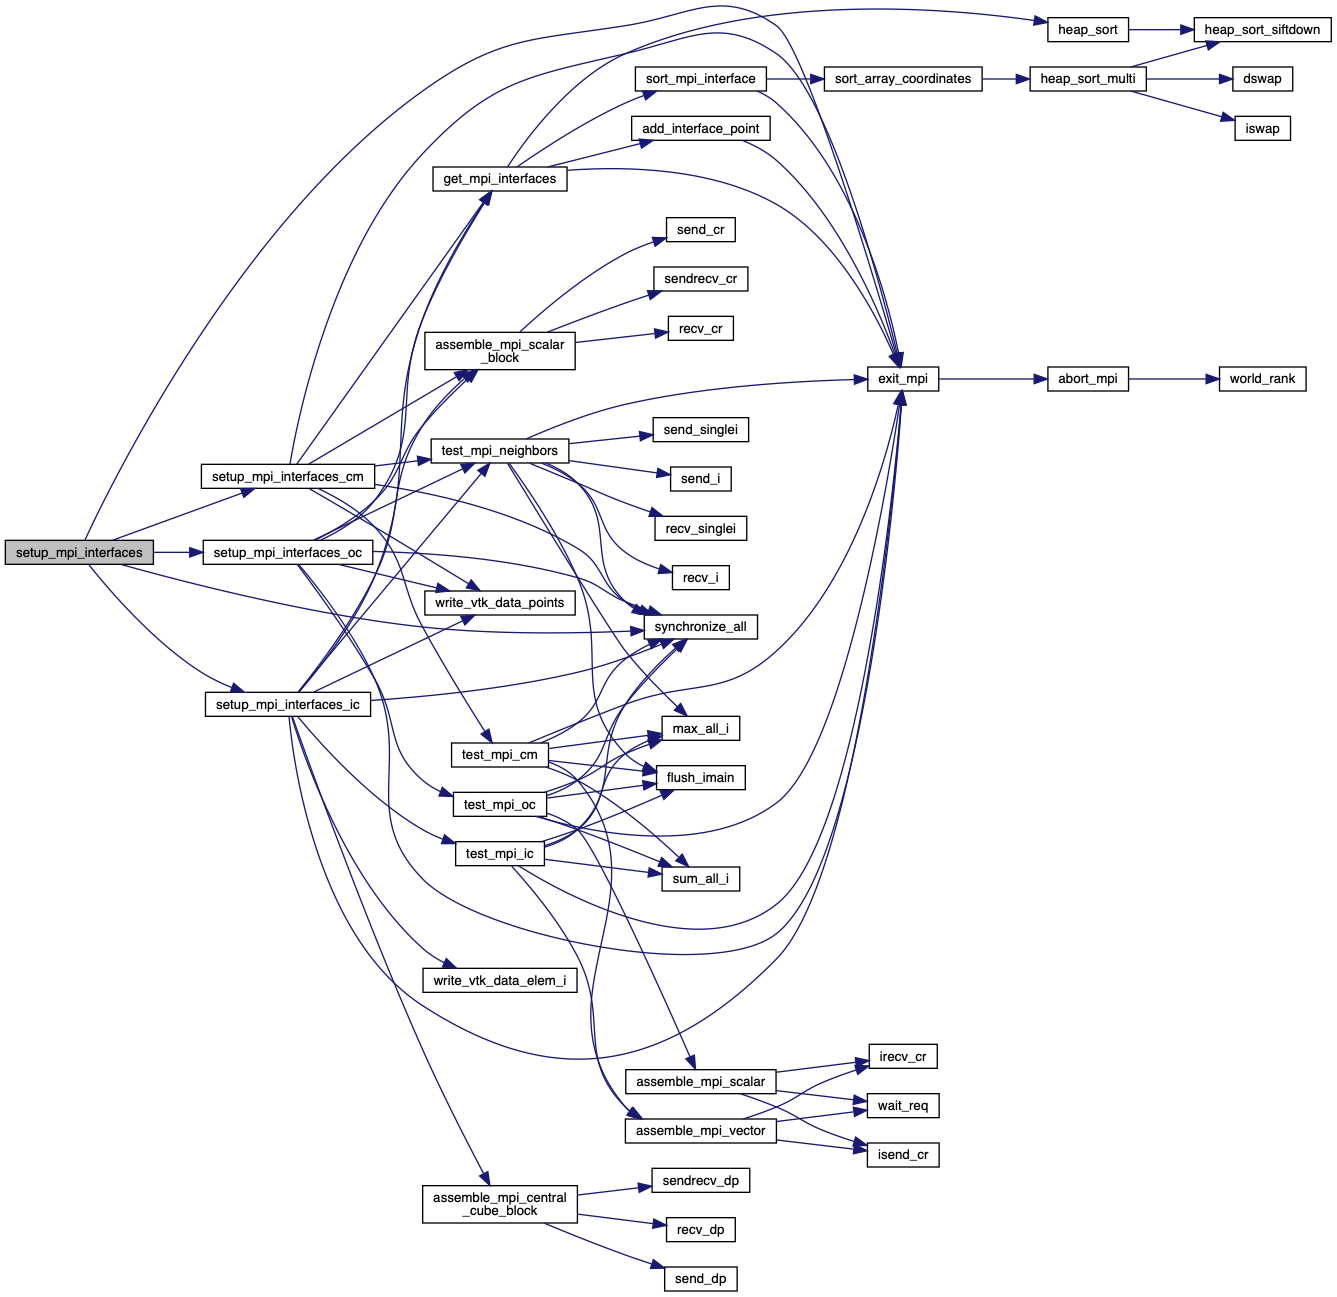 heap_sort
heap_sort_siftdown
sort_mpi_interface
sort_array_coordinates
heap_sort_multi
dswap
add_interface_point
iswap
get_mpi_interfaces
send_cr
sendrecv_cr
recv_cr
assemble_mpi_scalar
_block
exit_mpi
abort_mpi
world_rank
send_singlei
test_mpi_neighbors
setup_mpi_interfaces_cm
send_i
recv_singlei
setup_mpi_interfaces
setup_mpi_interfaces_oc
recv_i
write_vtk_data_points
synchronize_all
setup_mpi_interfaces_ic
max_all_i
test_mpi_cm
flush_imain
test_mpi_oc
test_mpi_ic
sum_all_i
write_vtk_data_elem_i
irecv_cr
assemble_mpi_scalar
wait_req
assemble_mpi_vector
isend_cr
sendrecv_dp
assemble_mpi_central
_cube_block
recv_dp
send_dp